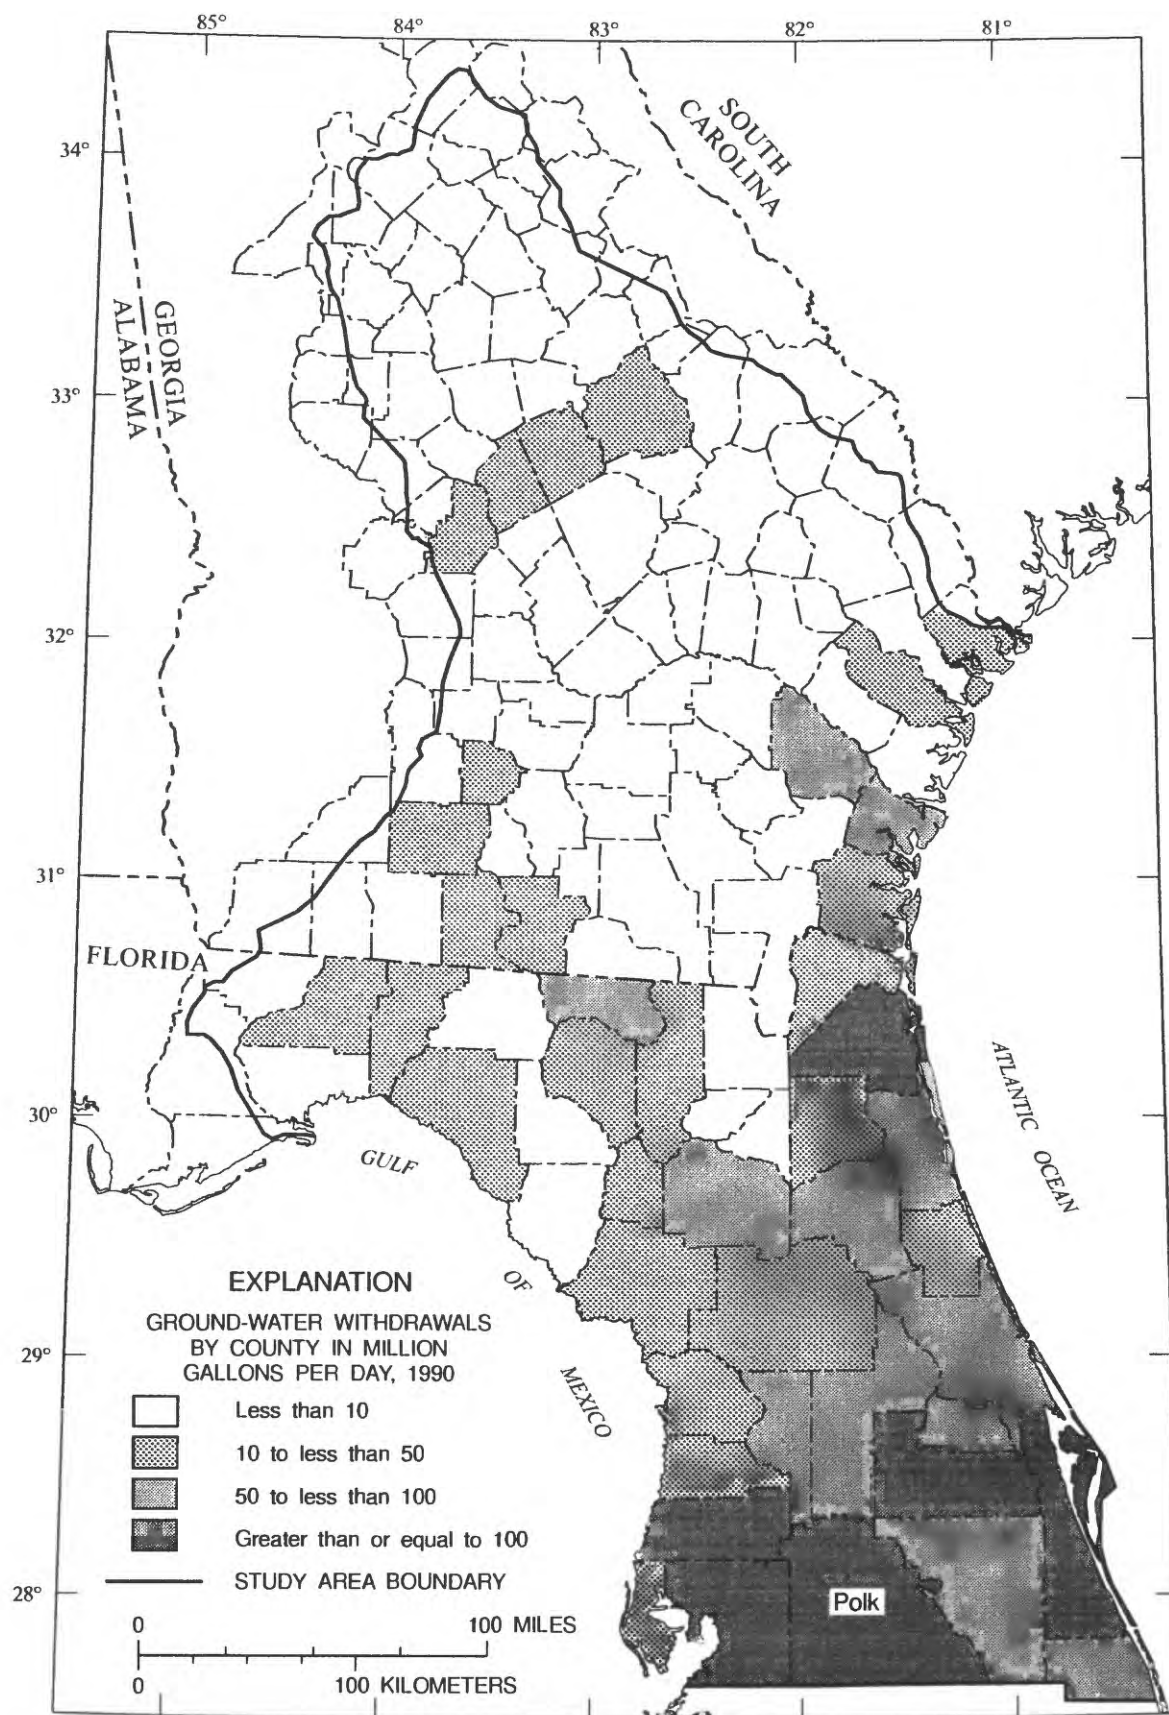 85°
84°
83°
82°
81°
34°
33°
32°
31°
30°
29°
28°
SOUTH
CAROLINA
GEORGIA
ALABAMA
FLORIDA
ATLANTIC OCEAN
GULF
OF
MEXICO
Polk
EXPLANATION
GROUND-WATER WITHDRAWALS
BY COUNTY IN MILLION
GALLONS PER DAY, 1990
Less than 10
10 to less than 50
50 to less than 100
Greater than or equal to 100
STUDY AREA BOUNDARY
0 100 MILES
0 100 KILOMETERS